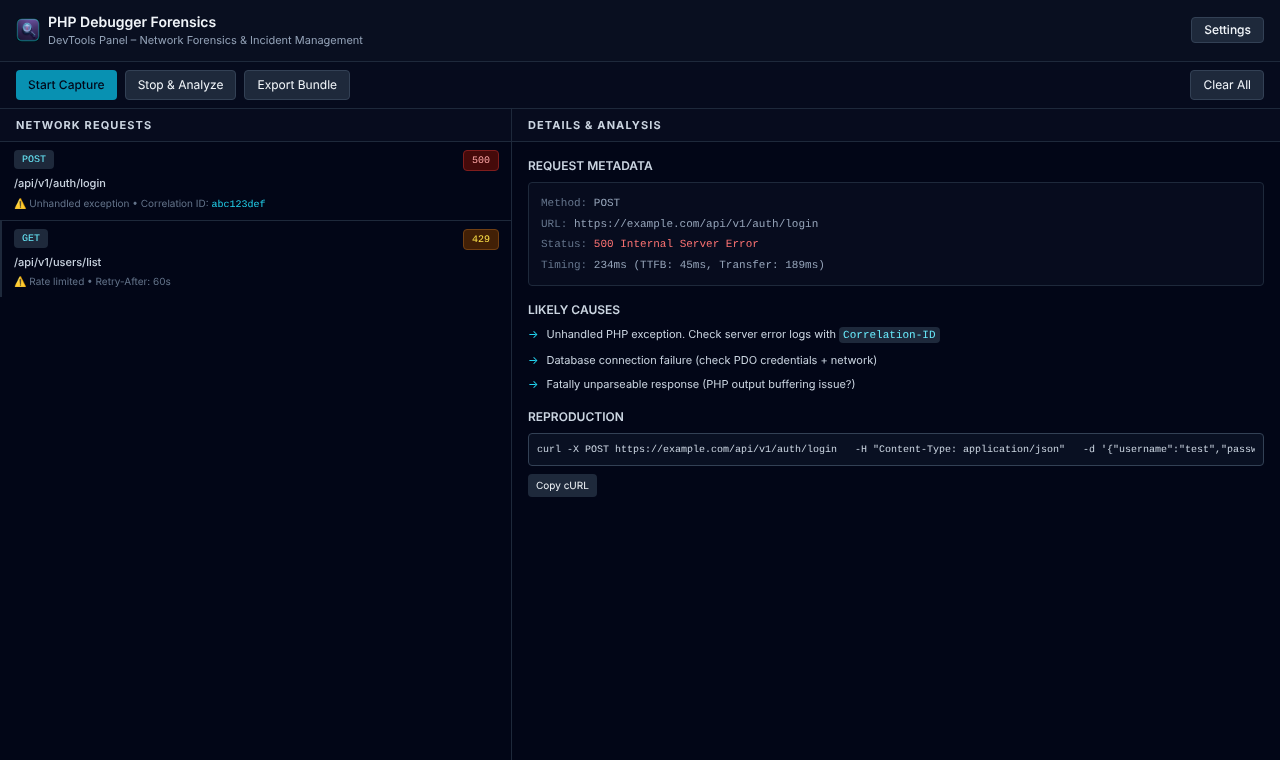 PHP Debugger Forensics
DevTools Panel – Network Forensics & Incident Management
Settings
Start Capture
Stop & Analyze
Export Bundle
Clear All
NETWORK REQUESTS
POST
500
/api/v1/auth/login
⚠️ Unhandled exception • Correlation ID: abc123def
GET
429
/api/v1/users/list
⚠️ Rate limited • Retry-After: 60s
DETAILS & ANALYSIS
REQUEST METADATA
Method: POST
URL: https://example.com/api/v1/auth/login
Status: 500 Internal Server Error
Timing: 234ms (TTFB: 45ms, Transfer: 189ms)
LIKELY CAUSES
→ Unhandled PHP exception. Check server error logs with Correlation-ID
→ Database connection failure (check PDO credentials + network)
→ Fatally unparseable response (PHP output buffering issue?)
REPRODUCTION
curl -X POST https://example.com/api/v1/auth/login   -H "Content-Type: application/json"   -d '{"username":"test","passw
Copy cURL